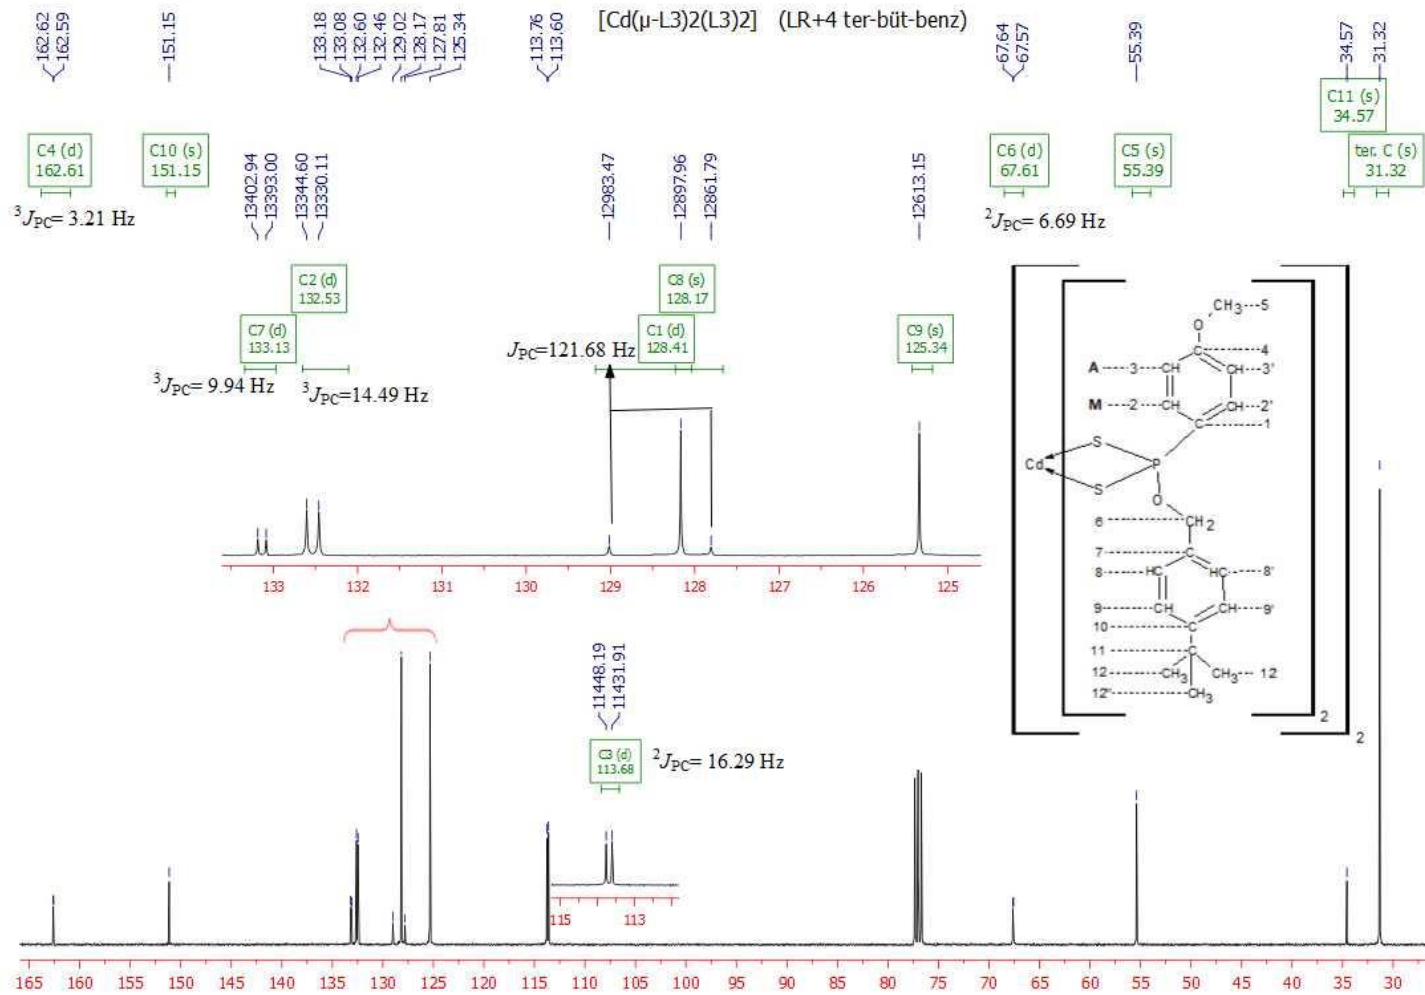 [Cd(μ-L3)2(L3)2] (LR+4 ter-büt-benz)
162.62
162.59
151.15
133.18
133.08
132.60
132.46
129.02
128.17
127.81
125.34
113.76
113.60
67.64
67.57
55.39
34.57
31.32
C4 (d)
162.61
³JPC= 3.21 Hz
C10 (s)
151.15
C6 (d)
67.61
²JPC= 6.69 Hz
C5 (s)
55.39
C11 (s)
34.57
ter. C (s)
31.32
13402.94
13393.00
13344.60
13330.11
12983.47
12897.96
12861.79
12613.15
C7 (d)
133.13
³JPC= 9.94 Hz
C2 (d)
132.53
³JPC=14.49 Hz
JPC=121.68 Hz
C8 (s)
128.17
C1 (d)
128.41
C9 (s)
125.34
133 132 131 130 129 128 127 126 125
CH3 5
O
C 4
A 3 CH CH 3'
M 2 CH CH 2'
C 1
S
Cd P
S
O
6 CH2
7 C
8 HC HC 8'
9 CH CH 9'
10 C
11 C
12 CH3 CH3 12
12" CH3
2
2
11448.19
11431.91
C3 (d)
113.68
²JPC= 16.29 Hz
115 113
165 160 155 150 145 140 135 130 125 120 115 110 105 100 95 90 85 80 75 70 65 60 55 50 45 40 35 30